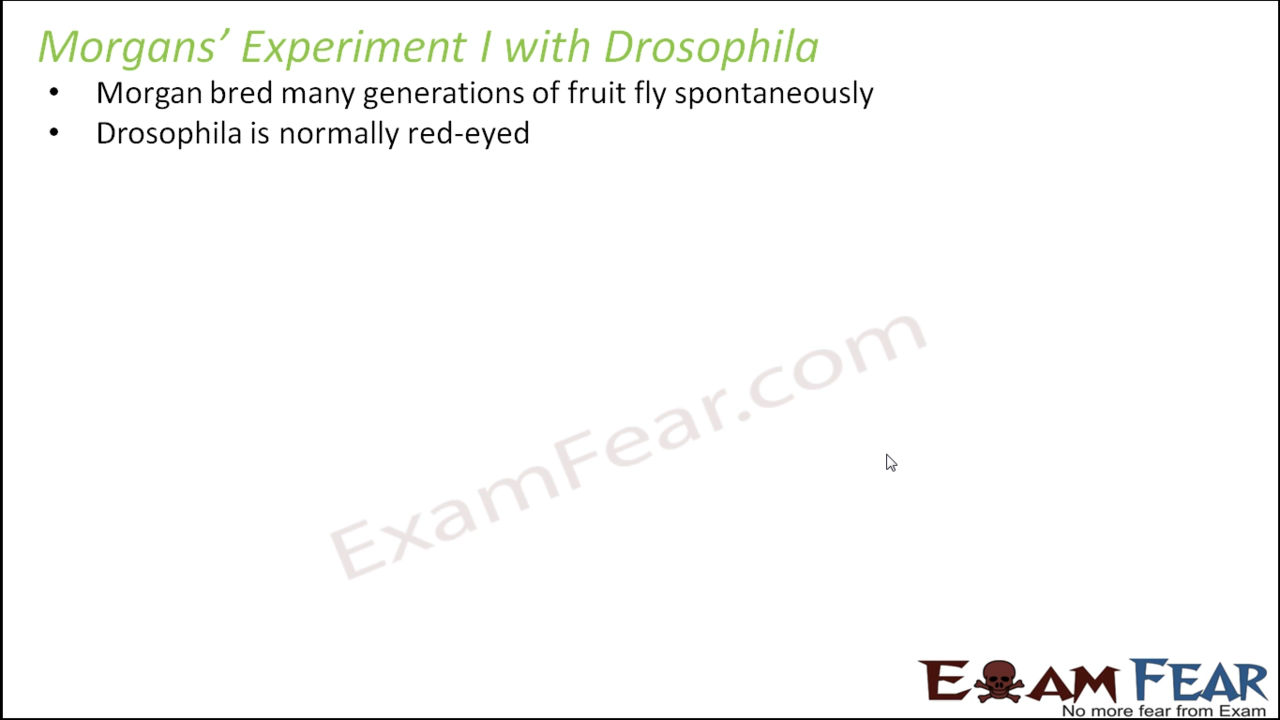 Morgans’ Experiment I with Drosophila
• Morgan bred many generations of fruit fly spontaneously
• Drosophila is normally red-eyed
ExamFear.com
EXAM FEAR
No more fear from Exam